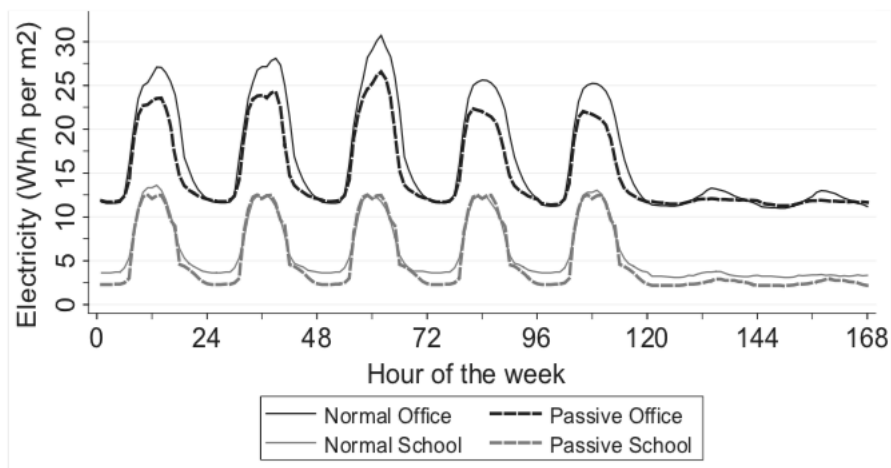 Electricity (Wh/h per m2)
30
25
20
15
10
5
0
0 24 48 72 96 120 144 168
Hour of the week
Normal Office Passive Office
Normal School Passive School